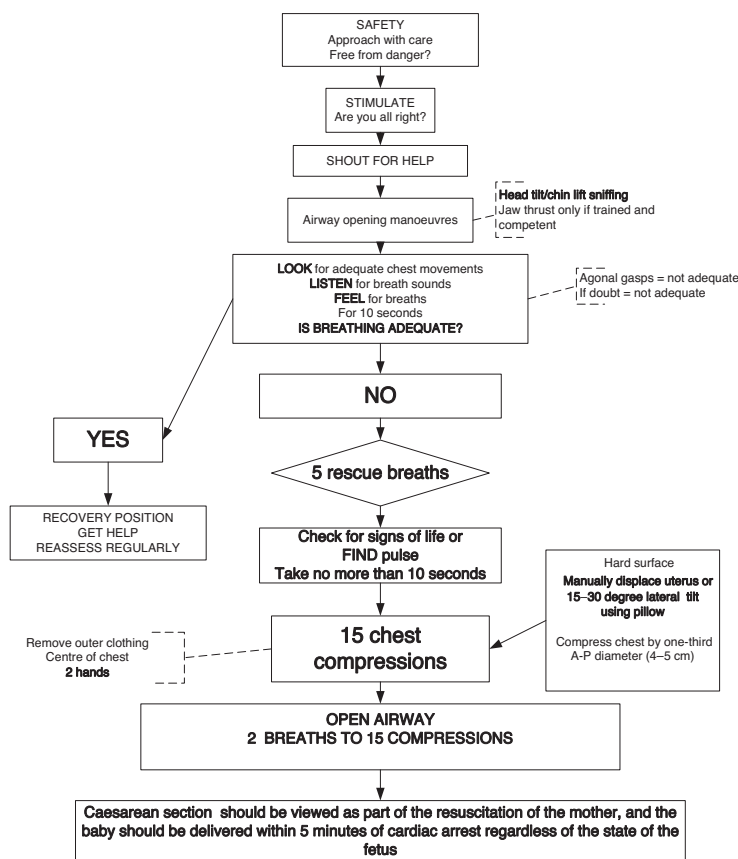 SAFETY
Approach with care
Free from danger?
STIMULATE
Are you all right?
SHOUT FOR HELP
Airway opening manoeuvres
Head tilt/chin lift sniffing
Jaw thrust only if trained and
competent
LOOK for adequate chest movements
LISTEN for breath sounds
FEEL for breaths
For 10 seconds
IS BREATHING ADEQUATE?
Agonal gasps = not adequate
If doubt = not adequate
NO
YES
5 rescue breaths
RECOVERY POSITION
GET HELP
REASSESS REGULARLY
Check for signs of life or
FIND pulse
Take no more than 10 seconds
Hard surface
Manually displace uterus or
15–30 degree lateral tilt
using pillow
Compress chest by one-third
A-P diameter (4–5 cm)
15 chest
compressions
Remove outer clothing
Centre of chest
2 hands
OPEN AIRWAY
2 BREATHS TO 15 COMPRESSIONS
Caesarean section should be viewed as part of the resuscitation of the mother, and the
baby should be delivered within 5 minutes of cardiac arrest regardless of the state of the
fetus